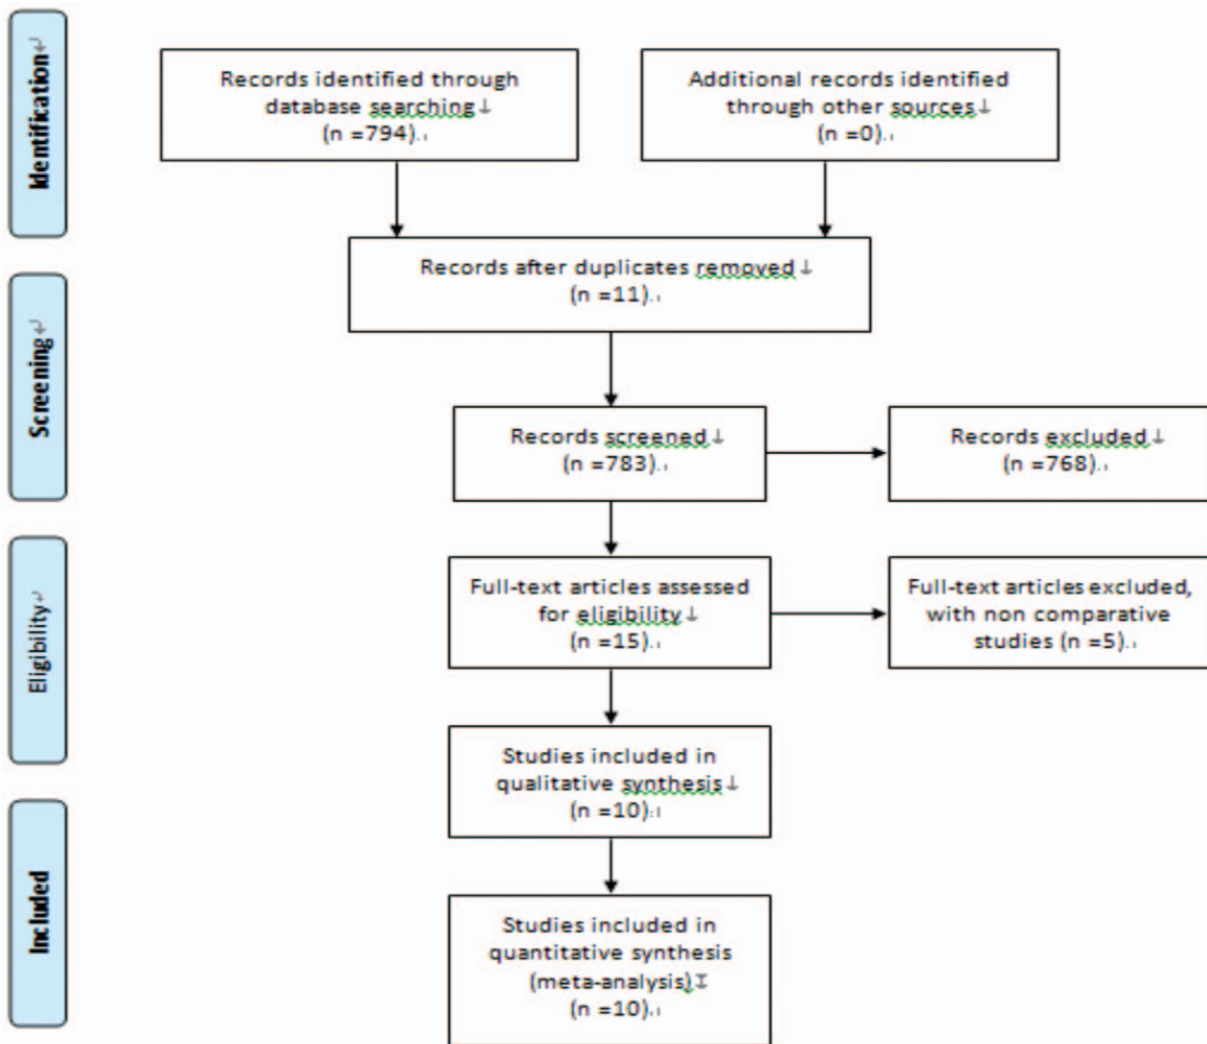 Identification
Records identified through
database searching
(n =794).
Additional records identified
through other sources
(n =0).
Records after duplicates removed
(n =11).
Screening
Records screened
(n =783).
Records excluded
(n =768).
Eligibility
Full-text articles assessed
for eligibility
(n =15).
Full-text articles excluded,
with non comparative
studies (n =5).
Studies included in
qualitative synthesis
(n =10)
Included
Studies included in
quantitative synthesis
(meta-analysis)
(n =10).